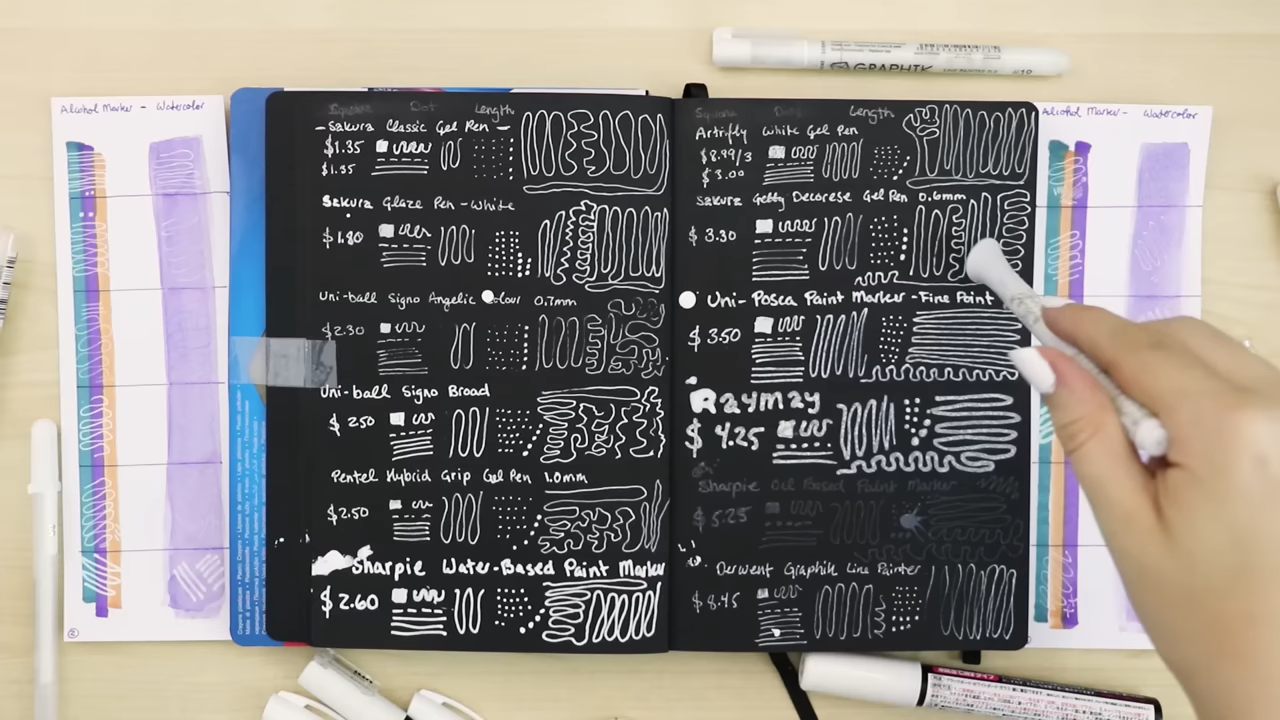 Alcohol Marker - Watercolor
Square Dot Length
- Sakura Classic Gel Pen -
$1.35
$1.35
Sakura Glaze Pen - White
$1.80
Uni-ball Signo Angelic Colour 0.7mm
$2.30
Uni-ball Signo Broad
$2.50
Pentel Hybrid Grip Gel Pen 1.0mm
$2.50
Sharpie Water-Based Paint Marker
$2.60
Square Dot Length
Artifly White Gel Pen
$8.99/3
$3.00
Sakura Gelly Decorese Gel Pen 0.6mm
$3.30
Uni-Posca Paint Marker - Fine Point
$3.50
Raymay
$4.25
Sharpie Oil Based Paint Marker
$5.25
Derwent Graphik Line Painter
$8.45
Alcohol Marker - Watercolor
GRAPHIK
#19
2